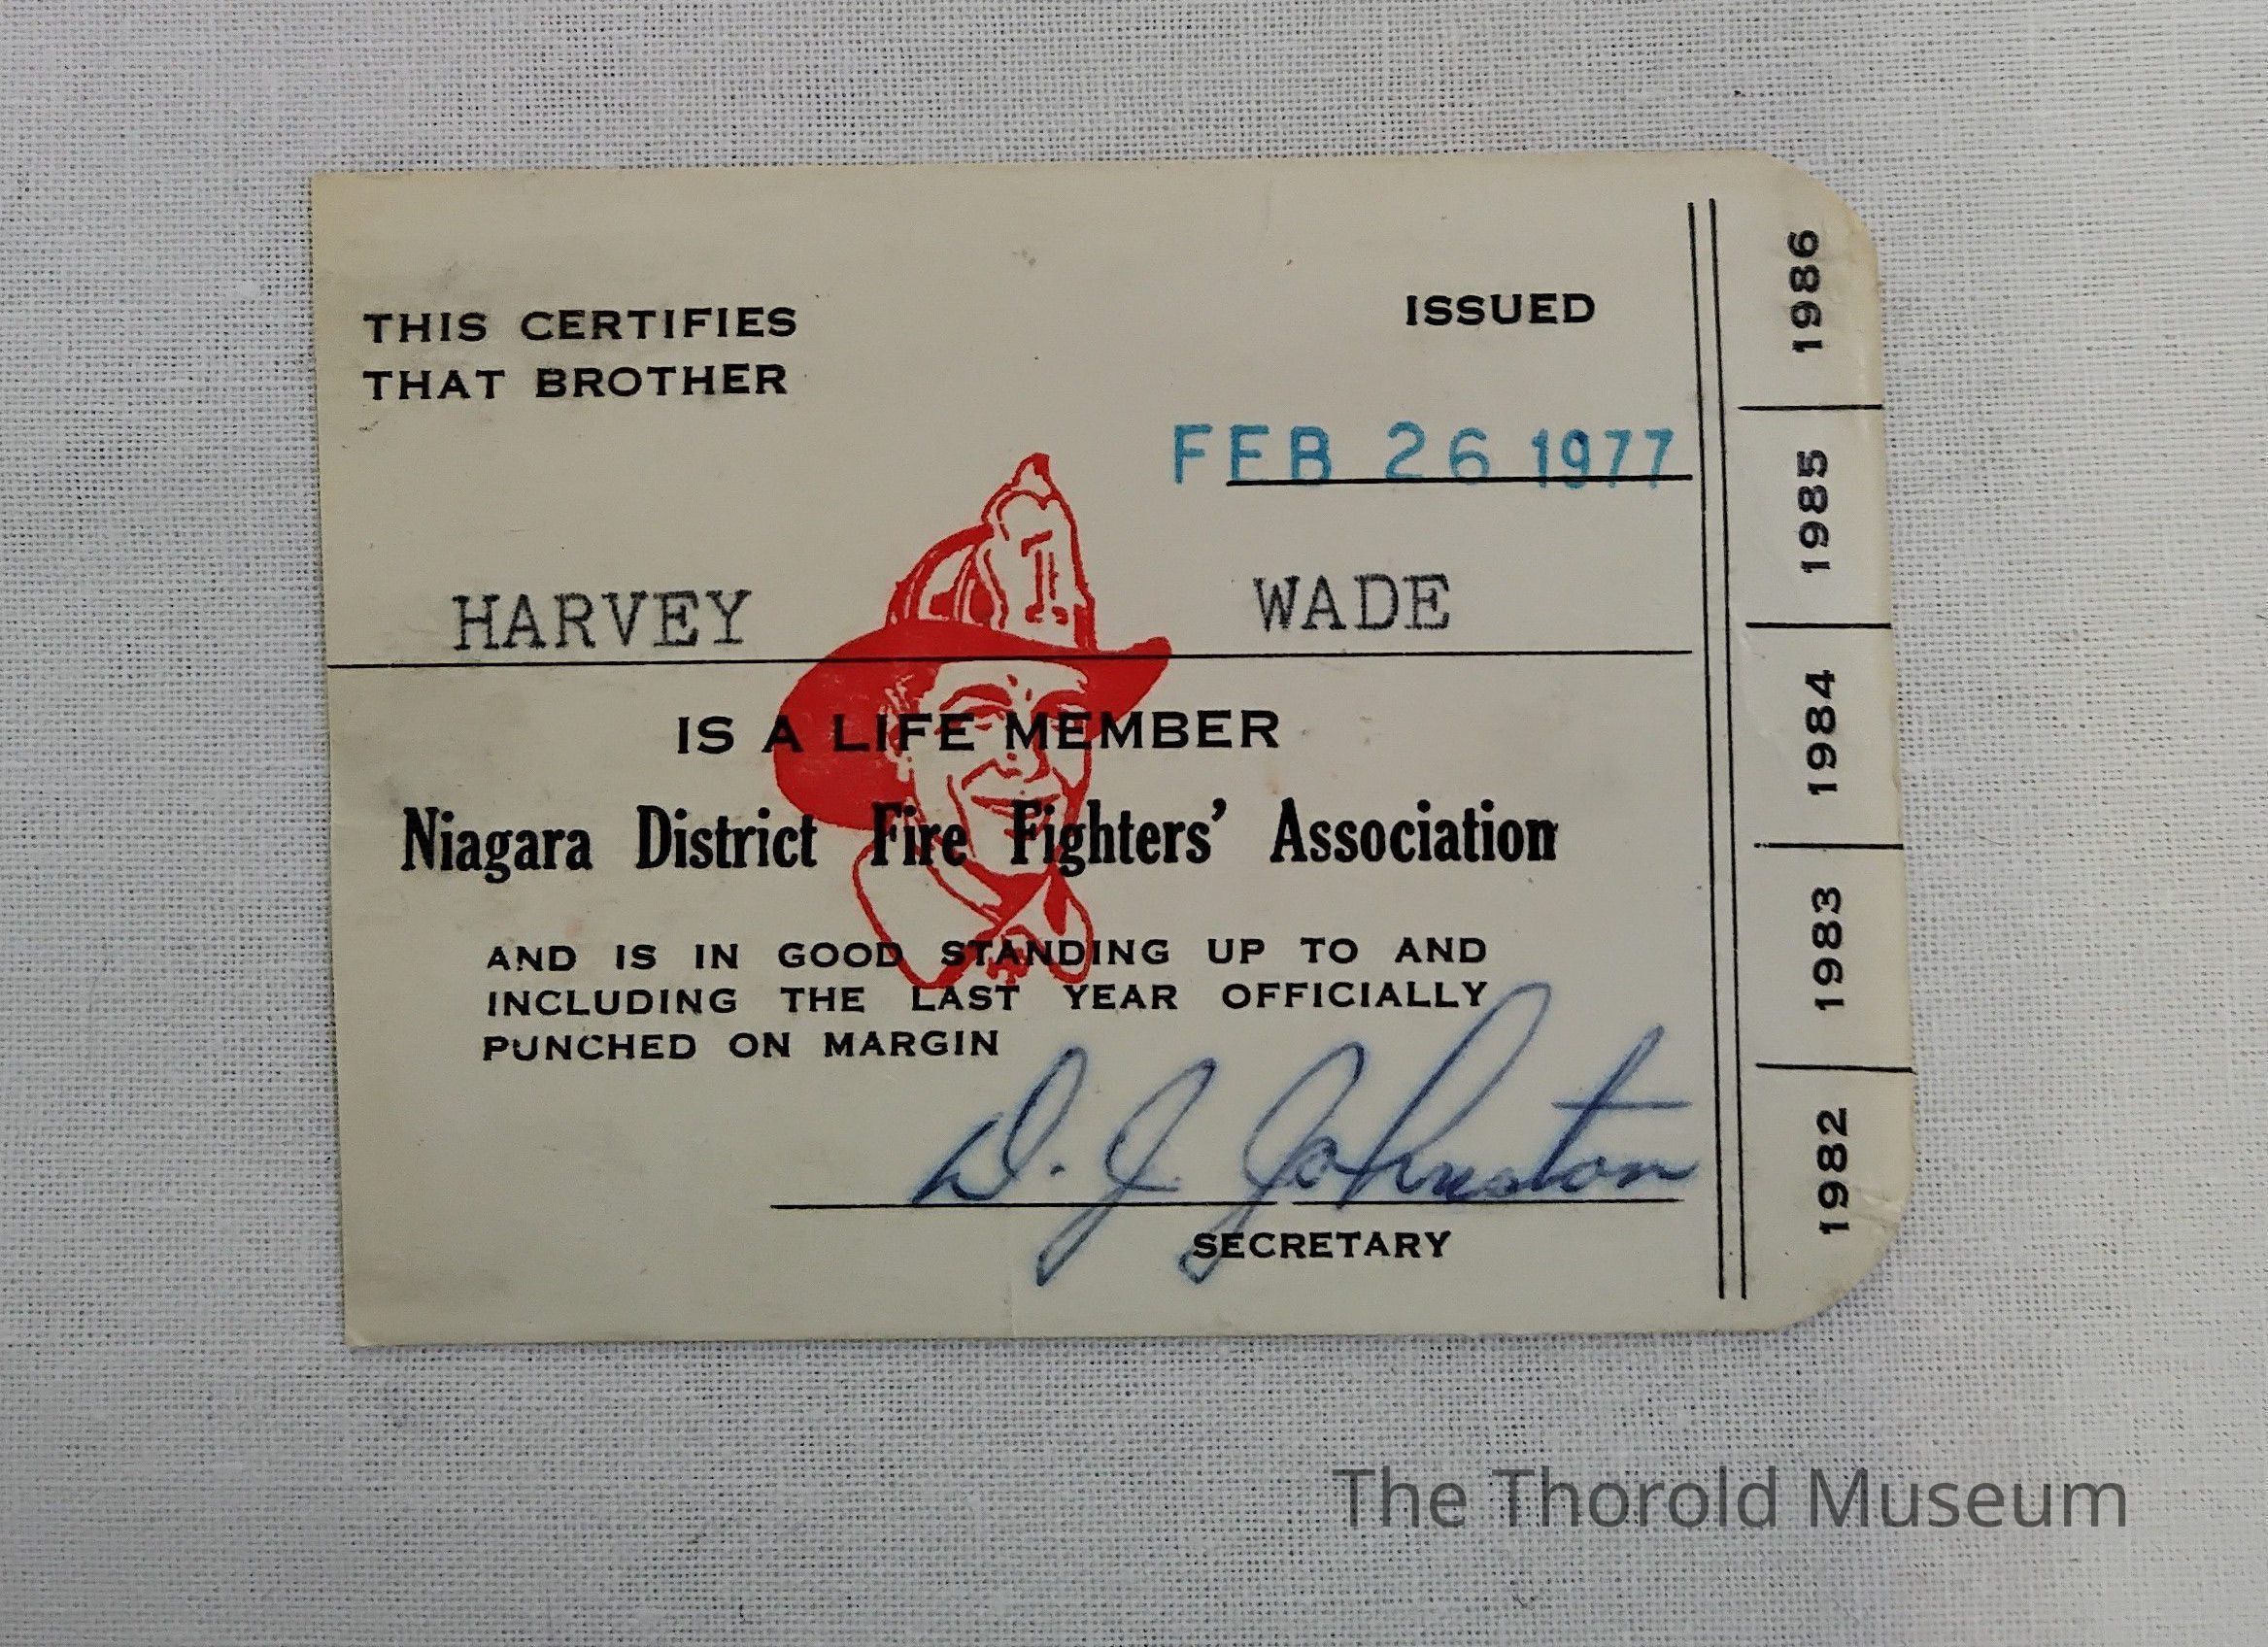 THIS CERTIFIES
THAT BROTHER
ISSUED
FEB 26 1977
HARVEY WADE
IS A LIFE MEMBER
Niagara District Fire Fighters' Association
AND IS IN GOOD STANDING UP TO AND
INCLUDING THE LAST YEAR OFFICIALLY
PUNCHED ON MARGIN
D. J. Johnston
SECRETARY
1986
1985
1984
1983
1982
The Thorold Museum